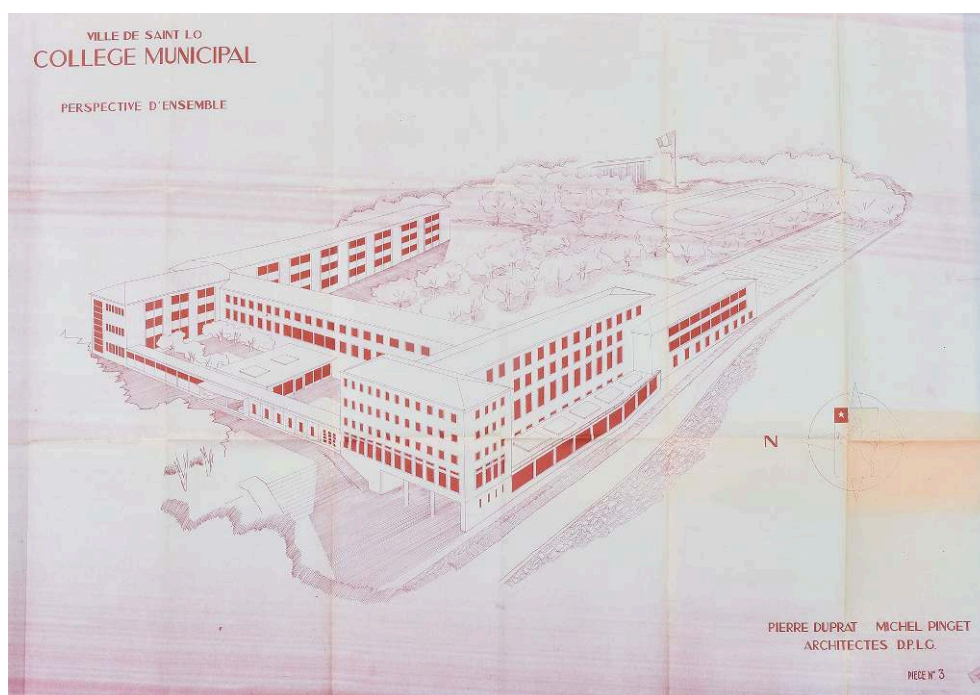 VILLE DE SAINT LO
COLLEGE MUNICIPAL
PERSPECTIVE D'ENSEMBLE
N
PIERRE DUPRAT MICHEL PINGET
ARCHITECTES D.P.L.G.
PIECE N° 3